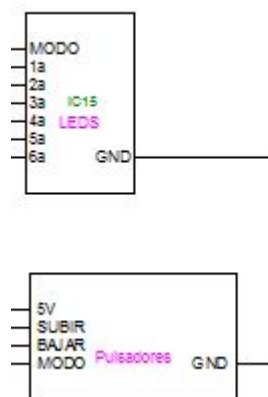 MODO
1a
2a
3a IC15
4a LEDS
5a
6a GND
5V
SUBIR
BAJAR
MODO Pulsadores GND